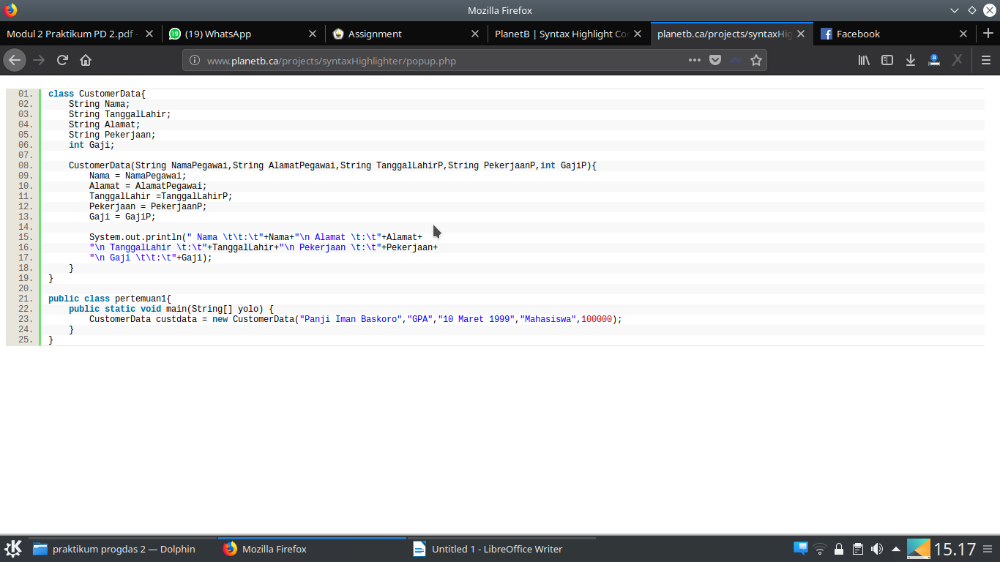 Mozilla Firefox
Modul 2 Praktikum PD 2.pdf -
19 (19) WhatsApp
Assignment
PlanetB | Syntax Highlight Co
planetb.ca/projects/syntaxHig
Facebook
www.planetb.ca/projects/syntaxHighlighter/popup.php
01. class CustomerData{
02. String Nama;
03. String TanggalLahir;
04. String Alamat;
05. String Pekerjaan;
06. int Gaji;
07.
08. CustomerData(String NamaPegawai,String AlamatPegawai,String TanggalLahirP,String PekerjaanP,int GajiP){
09. Nama = NamaPegawai;
10. Alamat = AlamatPegawai;
11. TanggalLahir =TanggalLahirP;
12. Pekerjaan = PekerjaanP;
13. Gaji = GajiP;
14.
15. System.out.println(" Nama \t\t:\t"+Nama+"\n Alamat \t:\t"+Alamat+
16. "\n TanggalLahir \t:\t"+TanggalLahir+"\n Pekerjaan \t:\t"+Pekerjaan+
17. "\n Gaji \t\t:\t"+Gaji);
18. }
19. }
20.
21. public class pertemuan1{
22. public static void main(String[] yolo) {
23. CustomerData custdata = new CustomerData("Panji Iman Baskoro","GPA","10 Maret 1999","Mahasiswa",100000);
24. }
25. }
praktikum progdas 2 — Dolphin
Mozilla Firefox
Untitled 1 - LibreOffice Writer
15.17